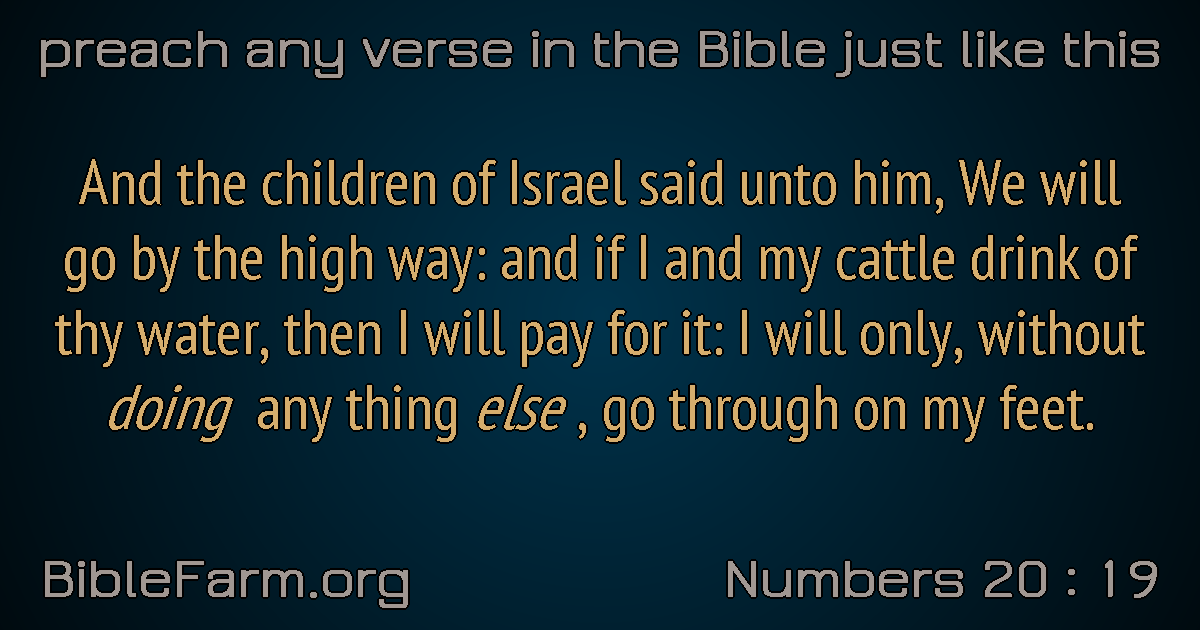 preach any verse in the Bible just like this
And the children of Israel said unto him, We will
go by the high way: and if I and my cattle drink of
thy water, then I will pay for it: I will only, without
doing any thing else , go through on my feet.
BibleFarm.org
Numbers 20 : 19